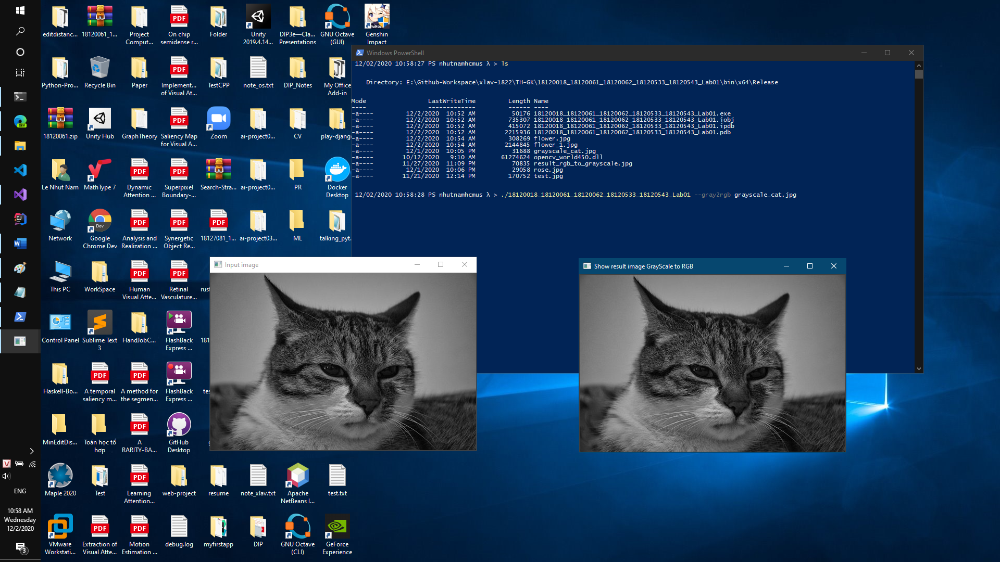 editdistanc...
18120061_1...
Project
Comput...
On chip
semidense r...
Folder
Unity
2019.4.14...
DIP3e—Cla...
Presentations
GNU Octave
(GUI)
Genshin
Impact
Python-Pro...
Recycle Bin
Paper
Implement...
of Visual At...
TestCPP
note_os.txt
DIP_Notes
My Office
Add-in
18120061.zip
Unity Hub
GraphTheory
Saliency Map
for Visual A...
Zoom
ai-project0...
CV
play-djang
Le Nhut Nam
MathType 7
Dynamic
Attention ...
Superpixel
Boundary-...
Search-Stra...
ai-project0...
PR
Docker
Desktop
Network
Google
Chrome Dev
Analysis and
Realization ...
Synergetic
Object Re...
18127081_1...
ai-project03...
ML
talking_pyt.
This PC
WorkSpace
Human
Visual Atte...
Retinal
Vasculature...
rust
Control Panel
Sublime Text
3
HandJobC...
FlashBack
Express ...
181
Haskell-Bo...
A temporal
saliency m...
A method for
the segmen...
FlashBack
Express ...
tes
MinEditDis...
Toán học tổ
hợp
A
RARITY-BA...
GitHub
Desktop
Maple 2020
Test
Learning
Attention...
web-project
resume
note_xlav.txt
Apache
NetBeans I...
test.txt
VMware
Workstati...
Extraction of
Visual Atte...
Motion
Estimation ...
debug.log
myfirstapp
DIP
GNU Octave
(CLI)
GeForce
Experience
Windows PowerShell
12/02/2020 10:58:27 PS nhutnamhcmus λ > ls
Directory: E:\Github-Workspace\xlav-1822\TH-GK\18120018_18120061_18120062_18120533_18120543_Lab01\bin\x64\Release
Mode LastWriteTime Length Name
---- ------------- ------ ----
-a---- 12/2/2020 10:52 AM 50176 18120018_18120061_18120062_18120533_18120543_Lab01.exe
-a---- 12/2/2020 10:52 AM 735307 18120018_18120061_18120062_18120533_18120543_Lab01.iobj
-a---- 12/2/2020 10:52 AM 415072 18120018_18120061_18120062_18120533_18120543_Lab01.ipdb
-a---- 12/2/2020 10:52 AM 2215936 18120018_18120061_18120062_18120533_18120543_Lab01.pdb
-a---- 12/2/2020 10:54 AM 308269 flower.jpg
-a---- 12/2/2020 10:54 AM 2144845 flower_1.jpg
-a---- 12/1/2020 10:05 PM 31688 grayscale_cat.jpg
-a---- 10/12/2020 9:10 AM 61274624 opencv_world450.dll
-a---- 11/27/2020 11:09 PM 70835 result_rgb_to_grayscale.jpg
-a---- 12/1/2020 10:06 PM 29058 rose.jpg
-a---- 11/21/2020 12:14 PM 170752 test.jpg
12/02/2020 10:58:28 PS nhutnamhcmus λ > ./18120018_18120061_18120062_18120533_18120543_Lab01 --gray2rgb grayscale_cat.jpg
Input image
Show result image GrayScale to RGB
ENG
10:58 AM
Wednesday
12/2/2020
3